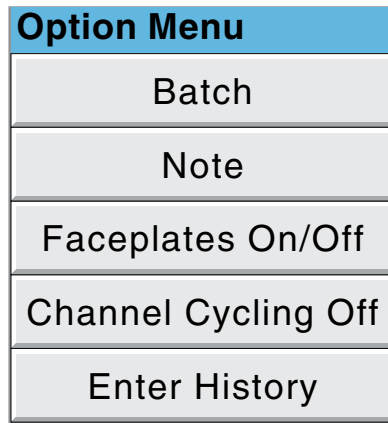 Option Menu
Batch
Note
Faceplates On/Off
Channel Cycling Off
Enter History